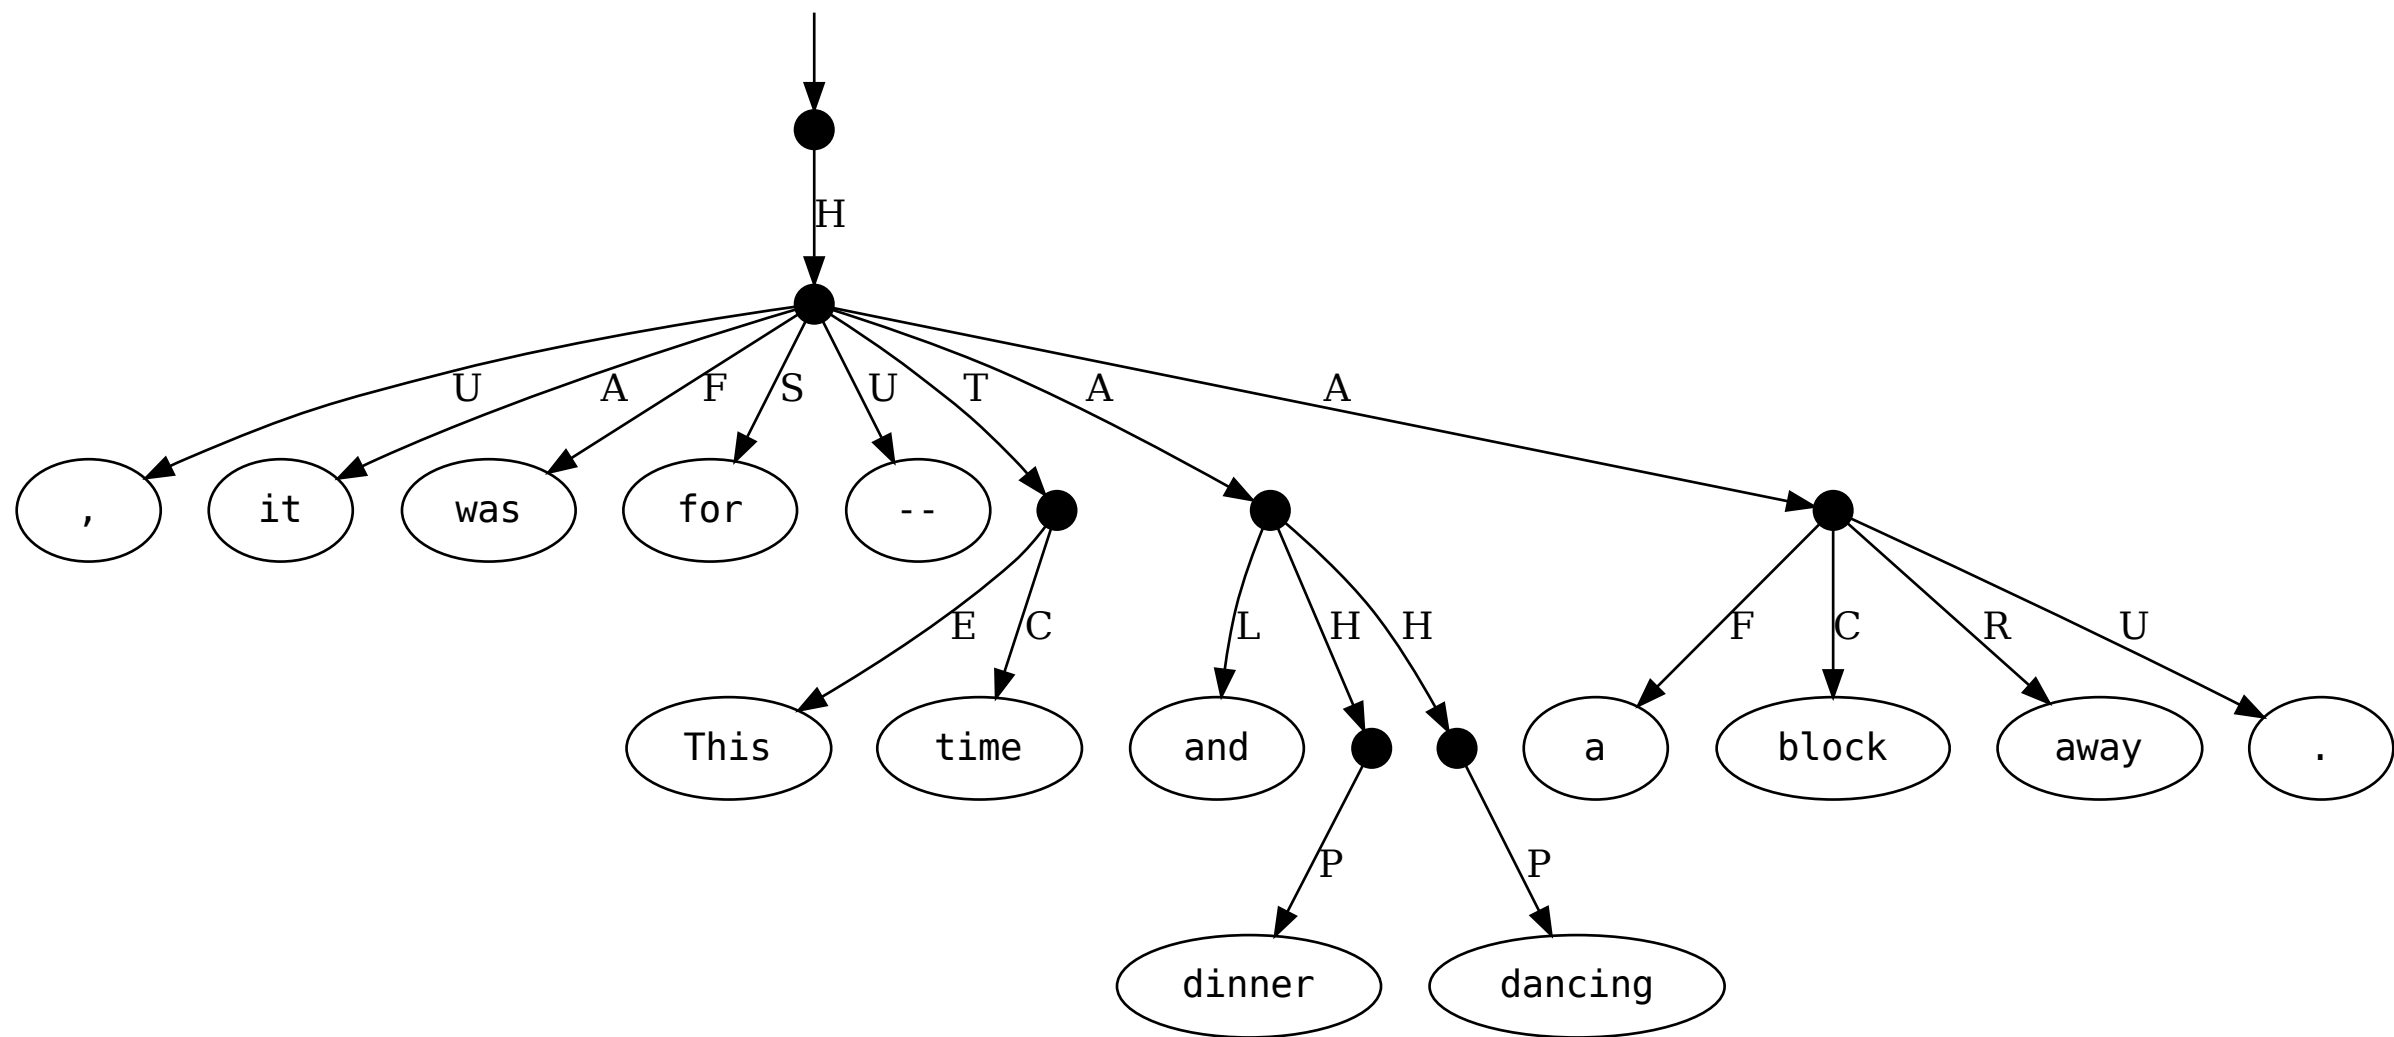 H
U A F S U T A A
, it was for --
E C L H H F C R U
This time and a block away .
P P
dinner dancing